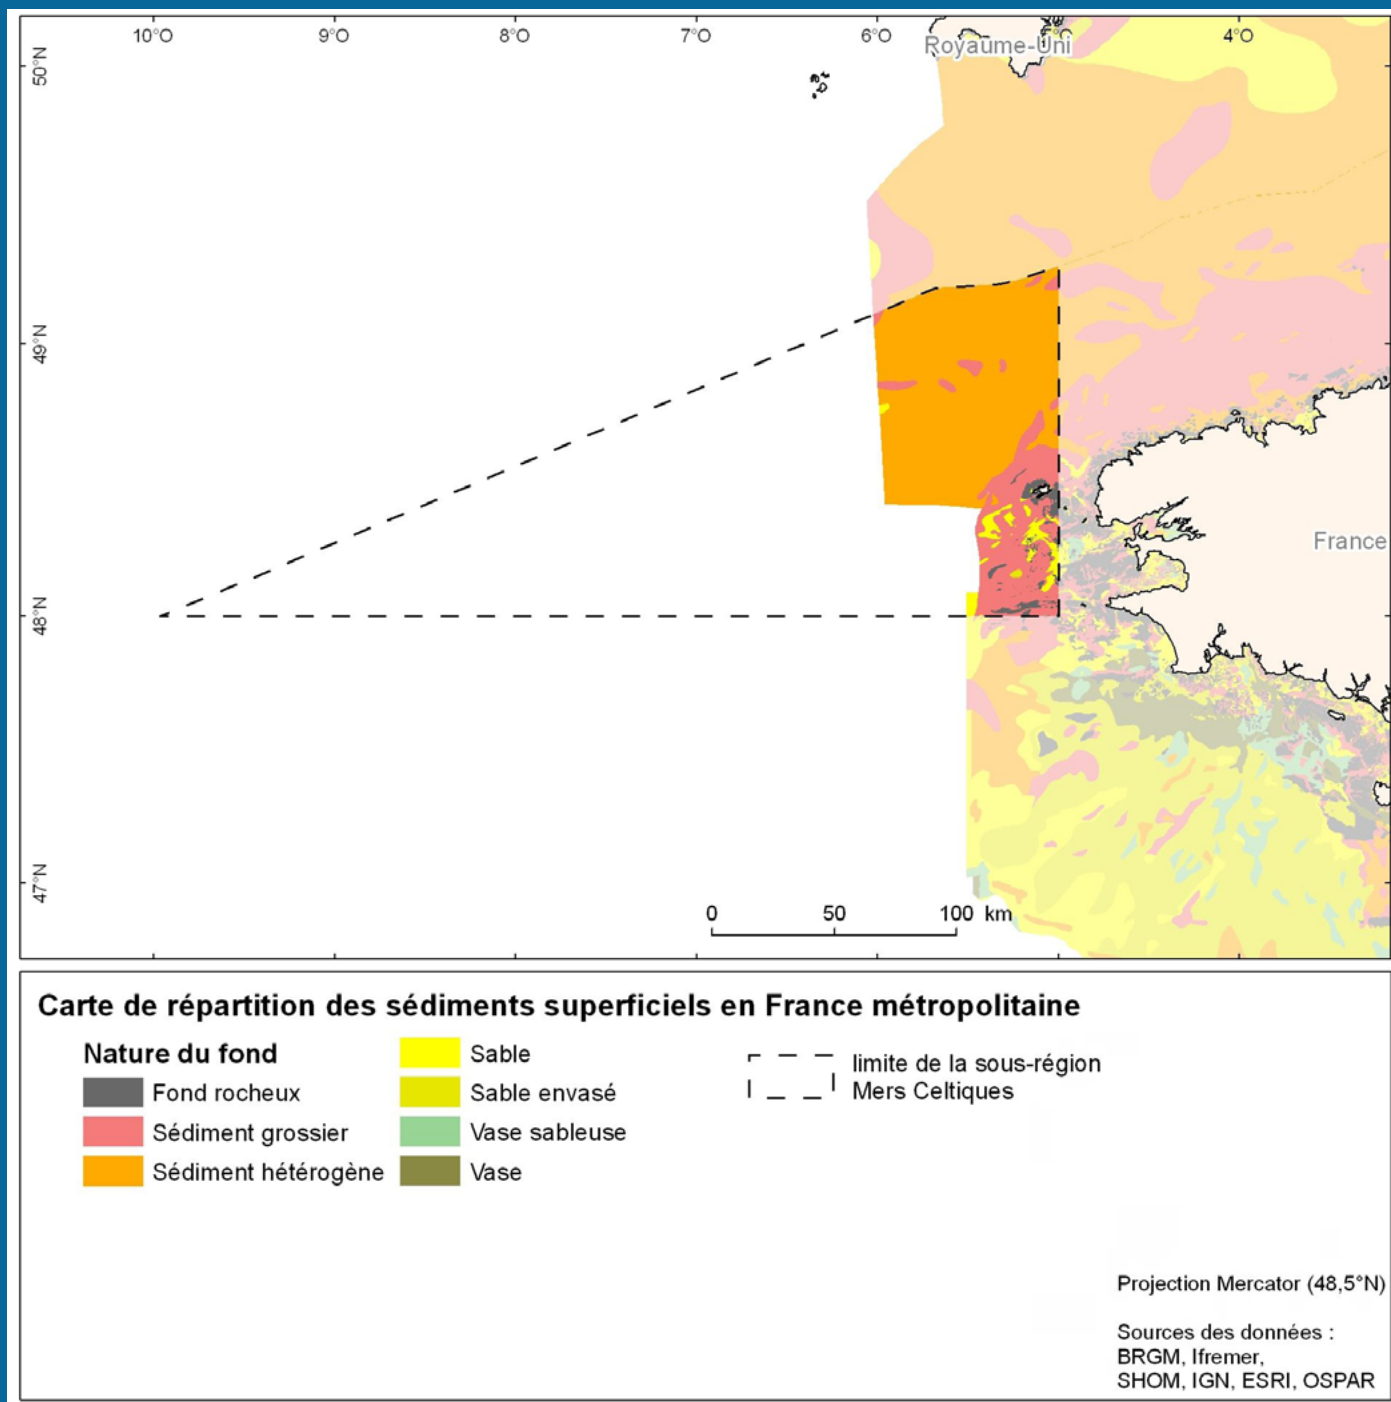 10°O 9°O 8°O 7°O 6°O 5°O 4°O
Royaume-Uni
50°N
49°N
France
48°N
47°N
0 50 100 km
Carte de répartition des sédiments superficiels en France métropolitaine
Nature du fond
Fond rocheux
Sédiment grossier
Sédiment hétérogène
Sable
Sable envasé
Vase sableuse
Vase
limite de la sous-région
Mers Celtiques
Projection Mercator (48,5°N)
Sources des données :
BRGM, Ifremer,
SHOM, IGN, ESRI, OSPAR